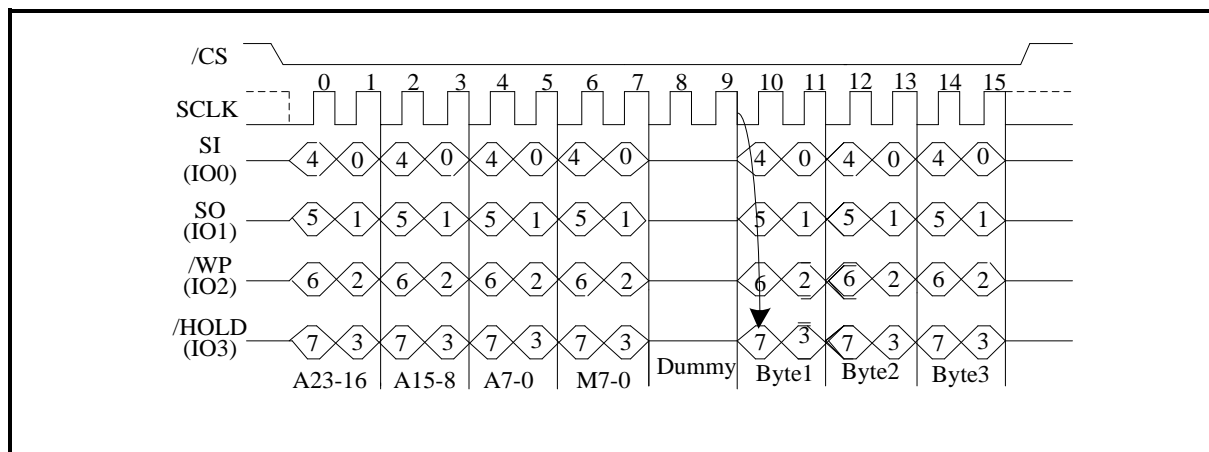 /CS
0 1 2 3 4 5 6 7 8 9 10 11 12 13 14 15
SCLK
SI
(IO0)
4 0 4 0 4 0 4 0 4 0 4 0 4 0
SO
(IO1)
5 1 5 1 5 1 5 1 5 1 5 1 5 1
/WP
(IO2)
6 2 6 2 6 2 6 2 6 2 6 2 6 2
/HOLD
(IO3)
7 3 7 3 7 3 7 3 7 3 7 3 7 3
A23-16 A15-8 A7-0 M7-0 Dummy Byte1 Byte2 Byte3